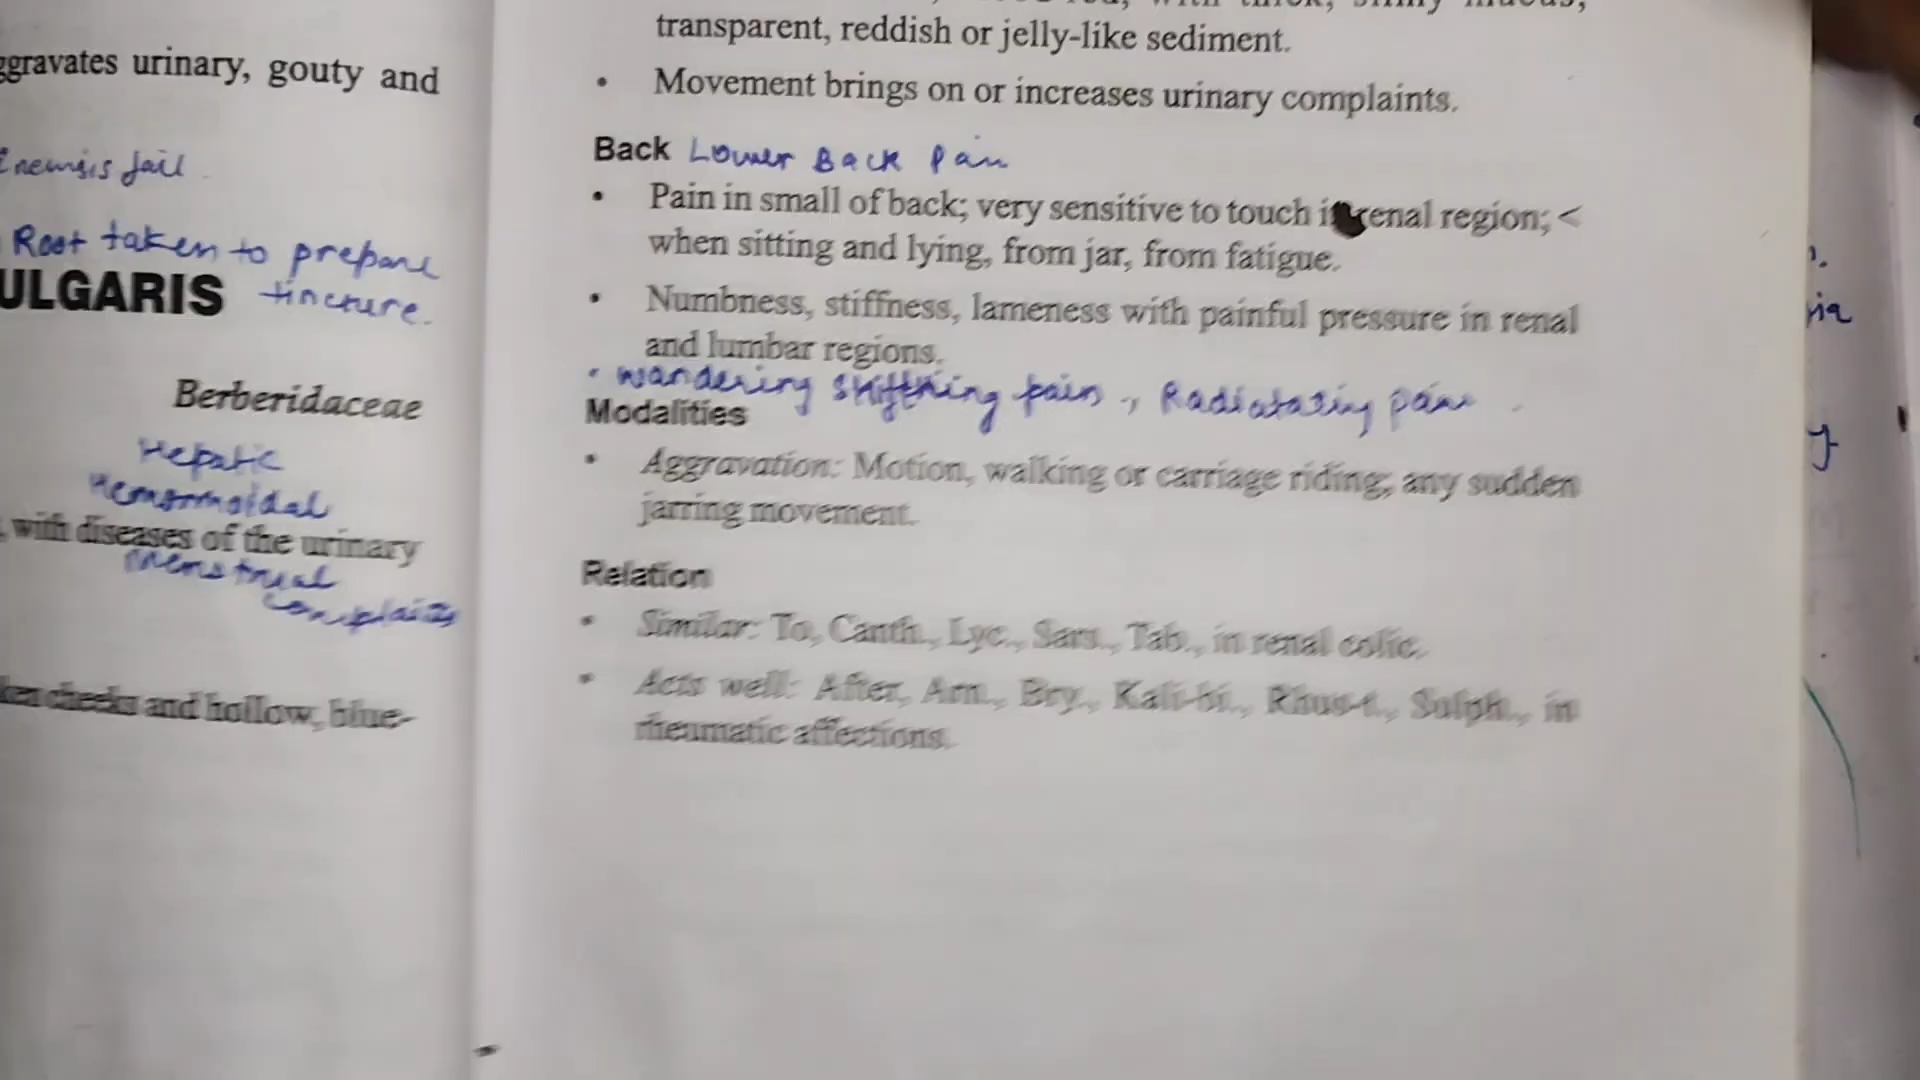 ggravates urinary, gouty and
fail
Root taken to prepare
tincture.
ULGARIS
Berberidaceae
Hepatic
Hemorrhoidal
with diseases of the urinary
Menstrual
complaints
ken cheeks and hollow, blue-
transparent, reddish or jelly-like sediment.
• Movement brings on or increases urinary complaints.
Back Lower Back Pain
• Pain in small of back; very sensitive to touch in renal region; <
when sitting and lying, from jar, from fatigue.
• Numbness, stiffness, lameness with painful pressure in renal
and lumbar regions.
• Wandering shiftning pain, Radiatating pain
Modalities
• Aggravation: Motion, walking or carriage riding; any sudden
jarring movement.
Relation
• Similar: To, Canth., Lyc., Sars., Tab., in renal colic.
• Acts well: After, Arn., Bry., Kali-bi., Rhus-t., Sulph., in
rheumatic affections.